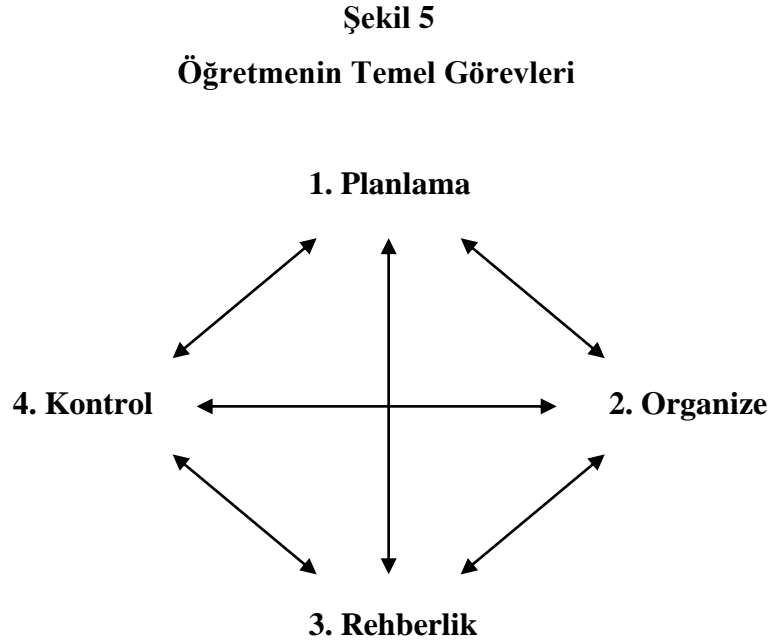 Şekil 5
Öğretmenin Temel Görevleri
1. Planlama
4. Kontrol
2. Organize
3. Rehberlik